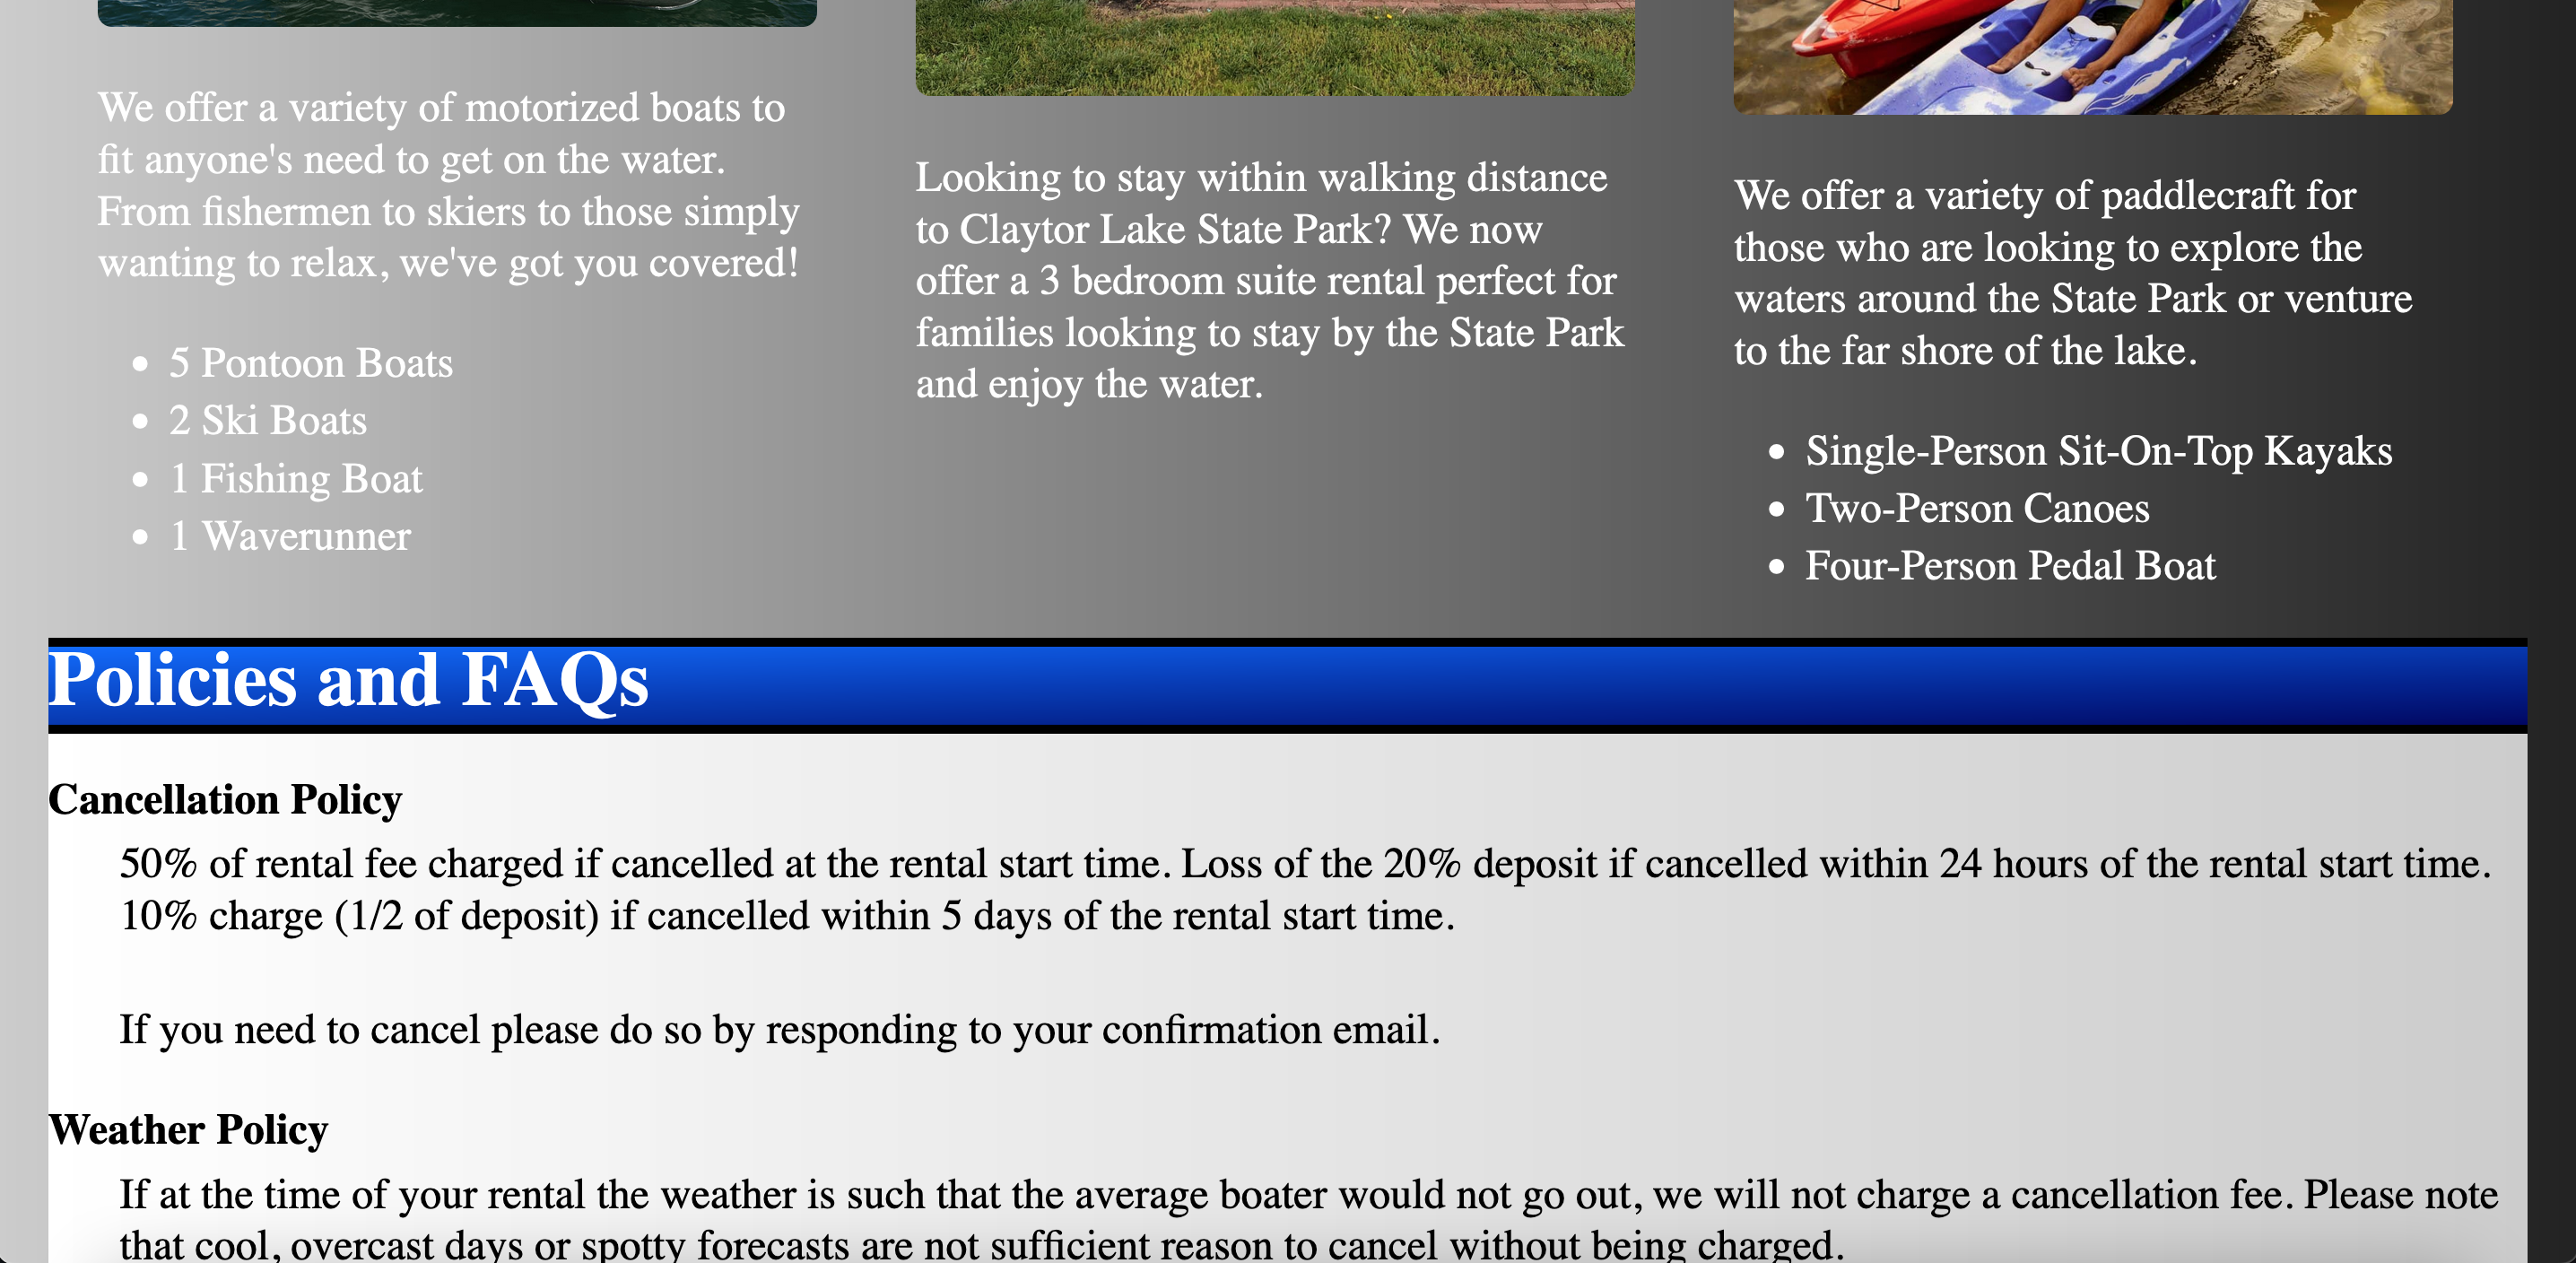 We offer a variety of motorized boats to
fit anyone's need to get on the water.
From fishermen to skiers to those simply
wanting to relax, we've got you covered!
• 5 Pontoon Boats
• 2 Ski Boats
• 1 Fishing Boat
• 1 Waverunner
Looking to stay within walking distance
to Claytor Lake State Park? We now
offer a 3 bedroom suite rental perfect for
families looking to stay by the State Park
and enjoy the water.
We offer a variety of paddlecraft for
those who are looking to explore the
waters around the State Park or venture
to the far shore of the lake.
• Single-Person Sit-On-Top Kayaks
• Two-Person Canoes
• Four-Person Pedal Boat
Policies and FAQs
Cancellation Policy
50% of rental fee charged if cancelled at the rental start time. Loss of the 20% deposit if cancelled within 24 hours of the rental start time.
10% charge (1/2 of deposit) if cancelled within 5 days of the rental start time.
If you need to cancel please do so by responding to your confirmation email.
Weather Policy
If at the time of your rental the weather is such that the average boater would not go out, we will not charge a cancellation fee. Please note
that cool, overcast days or spotty forecasts are not sufficient reason to cancel without being charged.